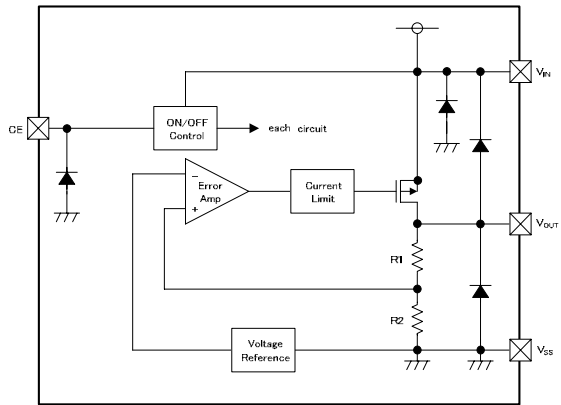 VIN
CE
ON/OFF
Control
each circuit
−
Error
Amp
+
Current
Limit
VOUT
R1
R2
Voltage
Reference
VSS